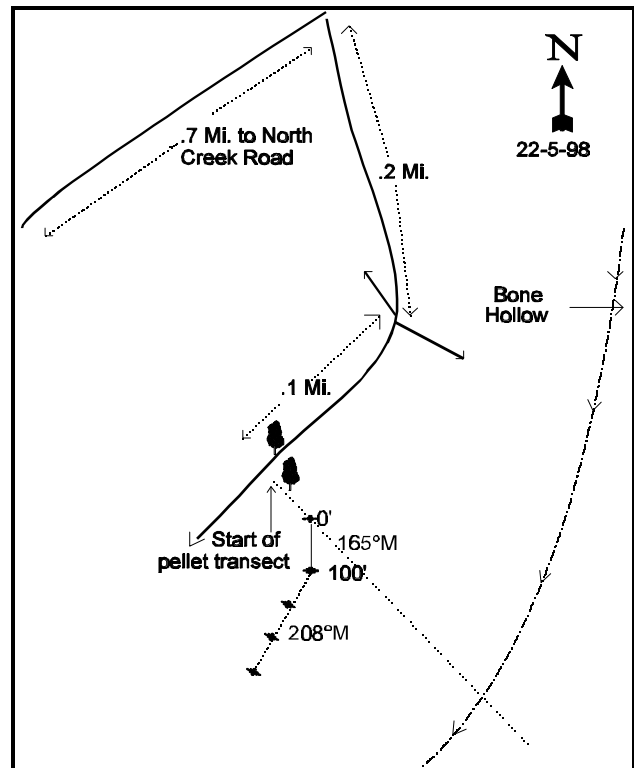 N
22-5-98
.7 Mi. to North
Creek Road
.2 Mi.
Bone
Hollow
.1 Mi.
0'
Start of
pellet transect
165°M
100'
208°M